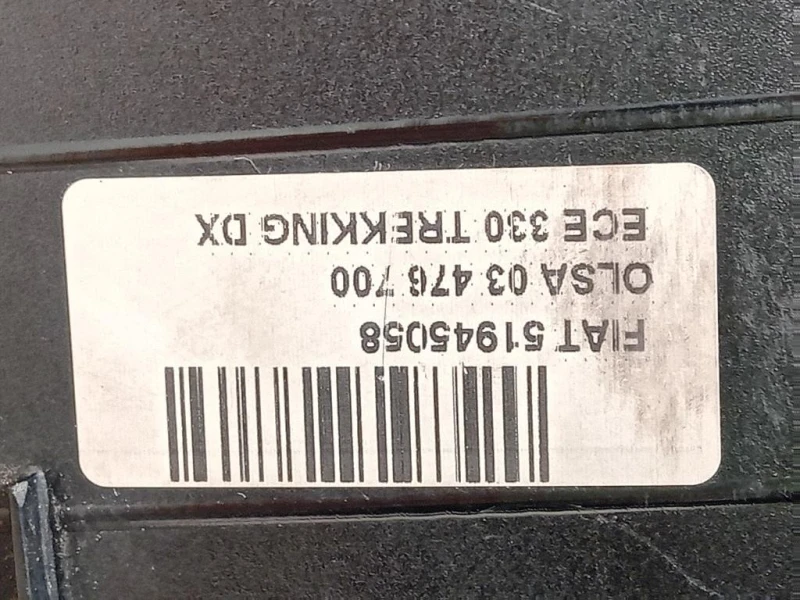 FIAT 51945058
OLSA 03 476 700
ECE 330 TREKKING DX